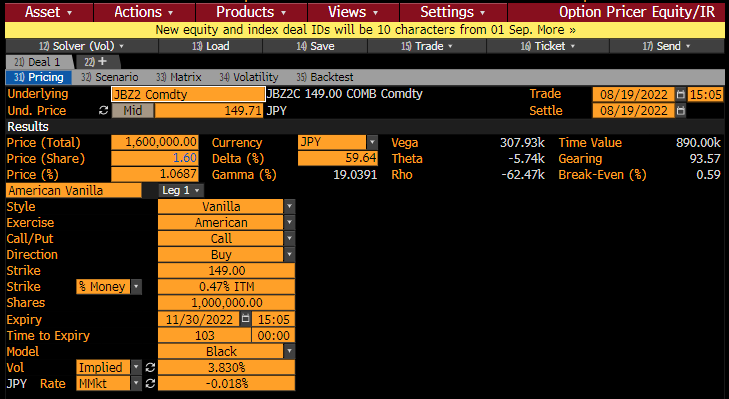 Asset Actions Products Views Settings Option Pricer Equity/IR
New equity and index deal IDs will be 10 characters from 01 Sep. More »
12) Solver (Vol) 13) Load 14) Save 15) Trade 16) Ticket 17) Send
21) Deal 1 22) +
31) Pricing 32) Scenario 33) Matrix 34) Volatility 35) Backtest
Underlying JBZ2 Comdty JBZ2C 149.00 COMB Comdty Trade 08/19/2022 15:05
Und. Price Mid 149.71 JPY Settle 08/19/2022
Results
Price (Total) 1,600,000.00 Currency JPY Vega 307.93k Time Value 890.00k
Price (Share) 1.60 Delta (%) 59.64 Theta -5.74k Gearing 93.57
Price (%) 1.0687 Gamma (%) 19.0391 Rho -62.47k Break-Even (%) 0.59
American Vanilla Leg 1
Style Vanilla
Exercise American
Call/Put Call
Direction Buy
Strike 149.00
Strike % Money 0.47% ITM
Shares 1,000,000.00
Expiry 11/30/2022 15:05
Time to Expiry 103 00:00
Model Black
Vol Implied 3.830%
JPY Rate MMkt -0.018%